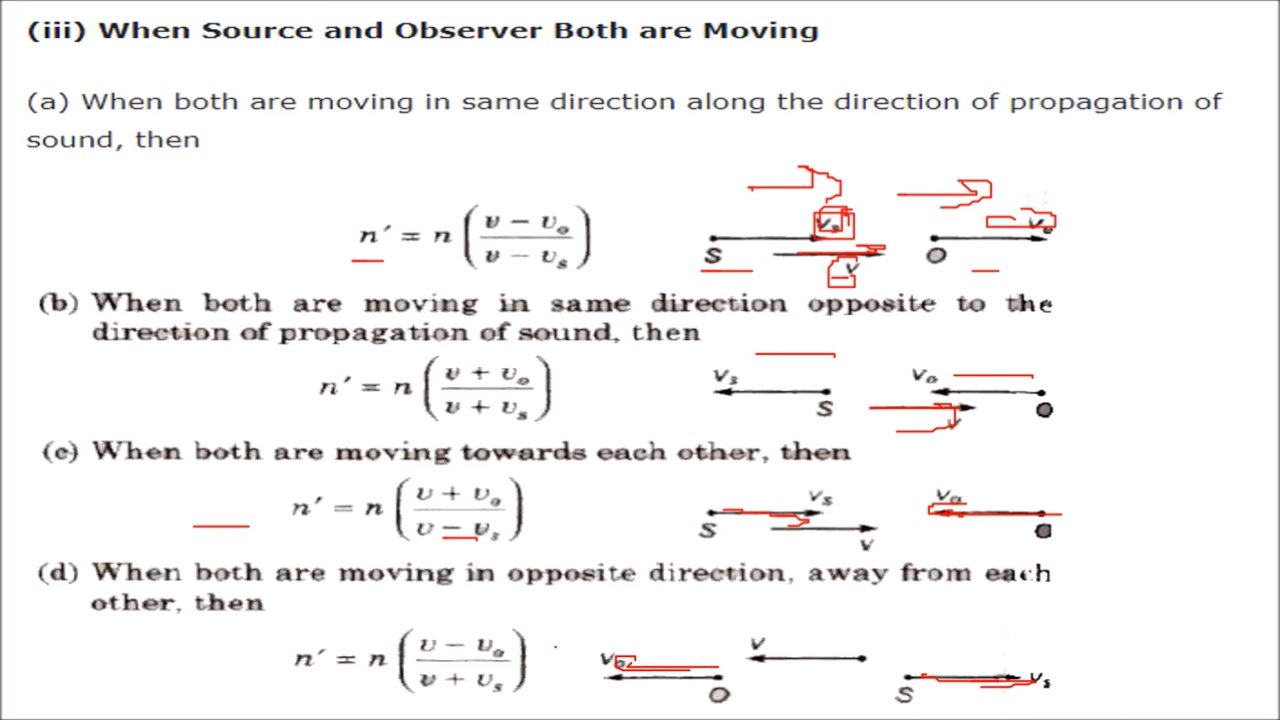 (iii) When Source and Observer Both are Moving
(a) When both are moving in same direction along the direction of propagation of
sound, then
n′ = n ( v − vₒ / v − vₛ )
vₛ
vₒ
S
v
O
(b) When both are moving in same direction opposite to the
direction of propagation of sound, then
n′ = n ( v + vₒ / v + vₛ )
vₛ
vₒ
S
v
O
(c) When both are moving towards each other, then
n′ = n ( v + vₒ / v − vₛ )
vₛ
vₒ
S
v
O
(d) When both are moving in opposite direction, away from each
other, then
n′ = n ( v − vₒ / v + vₛ )
vₒ
v
vₛ
O
S